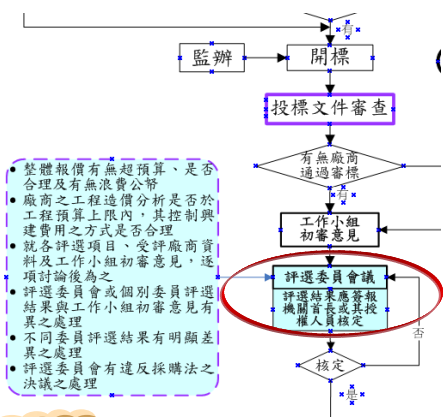 有
監辦
開標
投標文件審查
有無廠商
通過審標
有
工作小組
初審意見
• 整體報價有無超預算、是否
合理及有無浪費公帑
• 廠商之工程造價分析是否於
工程預算上限內，其控制興
建費用之方式是否合理
• 就各評選項目、受評廠商資
料及工作小組初審意見，逐
項討論後為之
• 評選委員會或個別委員評選
結果與工作小組初審意見有
異之處理
• 不同委員評選結果有明顯差
異之處理
• 評選委員會有違反採購法之
決議之處理
評選委員會議
評選結果應簽報
機關首長或其授
權人員核定
否
核定
是